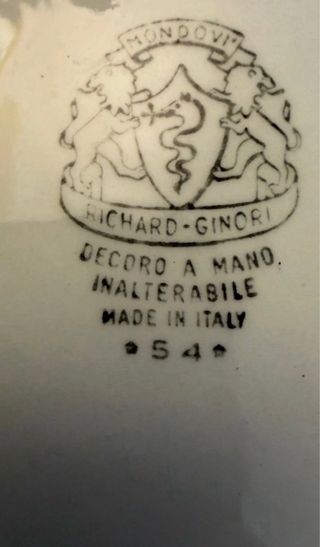 MONDOVI'
RICHARD-GINORI
DECORO A MANO.
INALTERABILE
MADE IN ITALY
* 54 *